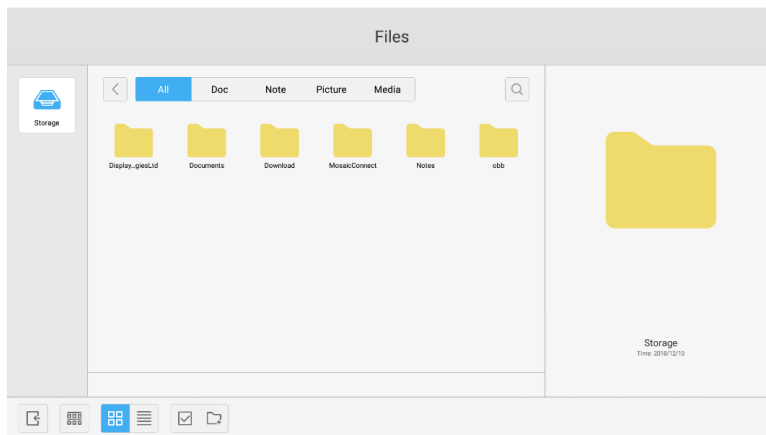 Files
Storage
All Doc Note Picture Media
Display...giesLtd Documents Download MosaicConnect Notes obb
Storage
Time: 2019/12/10